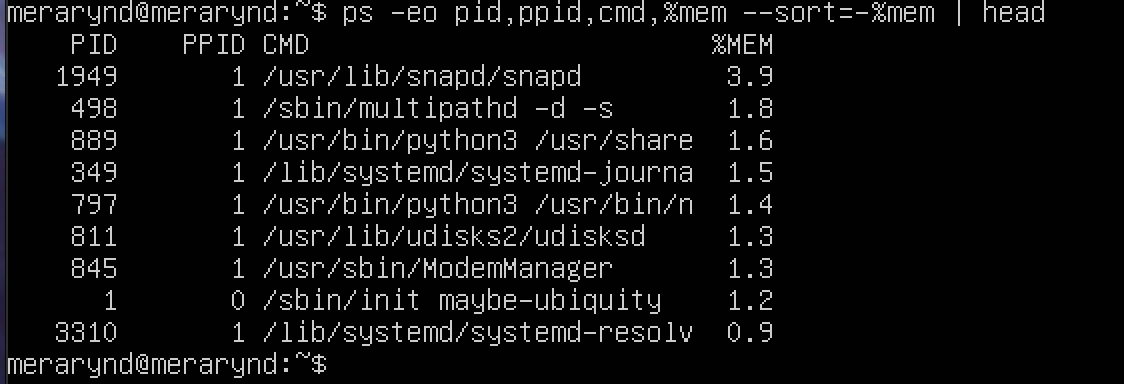 merarynd@merarynd:~$ ps -eo pid,ppid,cmd,%mem --sort=-%mem | head
    PID    PPID CMD                         %MEM
   1949       1 /usr/lib/snapd/snapd         3.9
    498       1 /sbin/multipathd -d -s       1.8
    889       1 /usr/bin/python3 /usr/share  1.6
    349       1 /lib/systemd/systemd-journa  1.5
    797       1 /usr/bin/python3 /usr/bin/n  1.4
    811       1 /usr/lib/udisks2/udisksd     1.3
    845       1 /usr/sbin/ModemManager       1.3
      1       0 /sbin/init maybe-ubiquity    1.2
   3310       1 /lib/systemd/systemd-resolv  0.9
merarynd@merarynd:~$